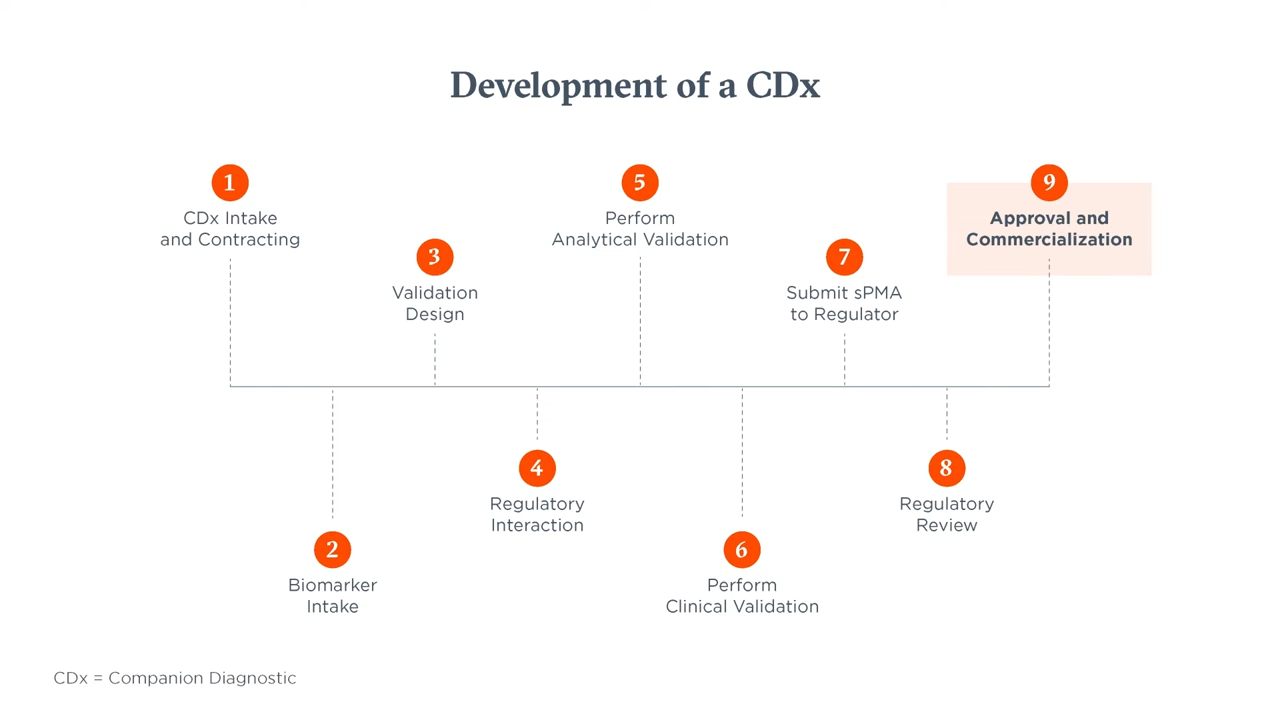 Development of a CDx
1
CDx Intake
and Contracting
2
Biomarker
Intake
3
Validation
Design
4
Regulatory
Interaction
5
Perform
Analytical Validation
6
Perform
Clinical Validation
7
Submit sPMA
to Regulator
8
Regulatory
Review
9
Approval and
Commercialization
CDx = Companion Diagnostic